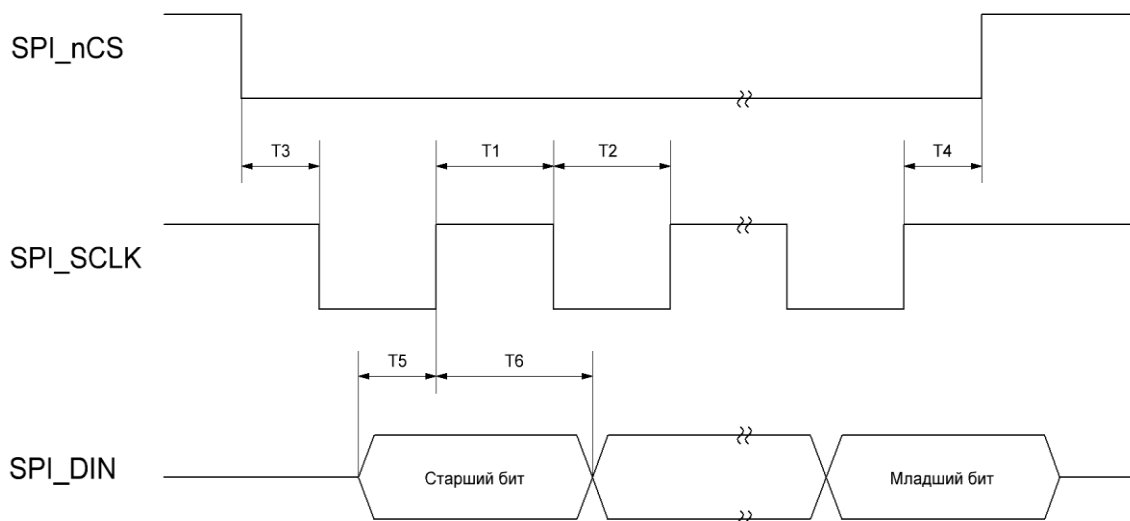 SPI_nCS
T3
T1
T2
T4
SPI_SCLK
T5
T6
SPI_DIN
Старший бит
Младший бит